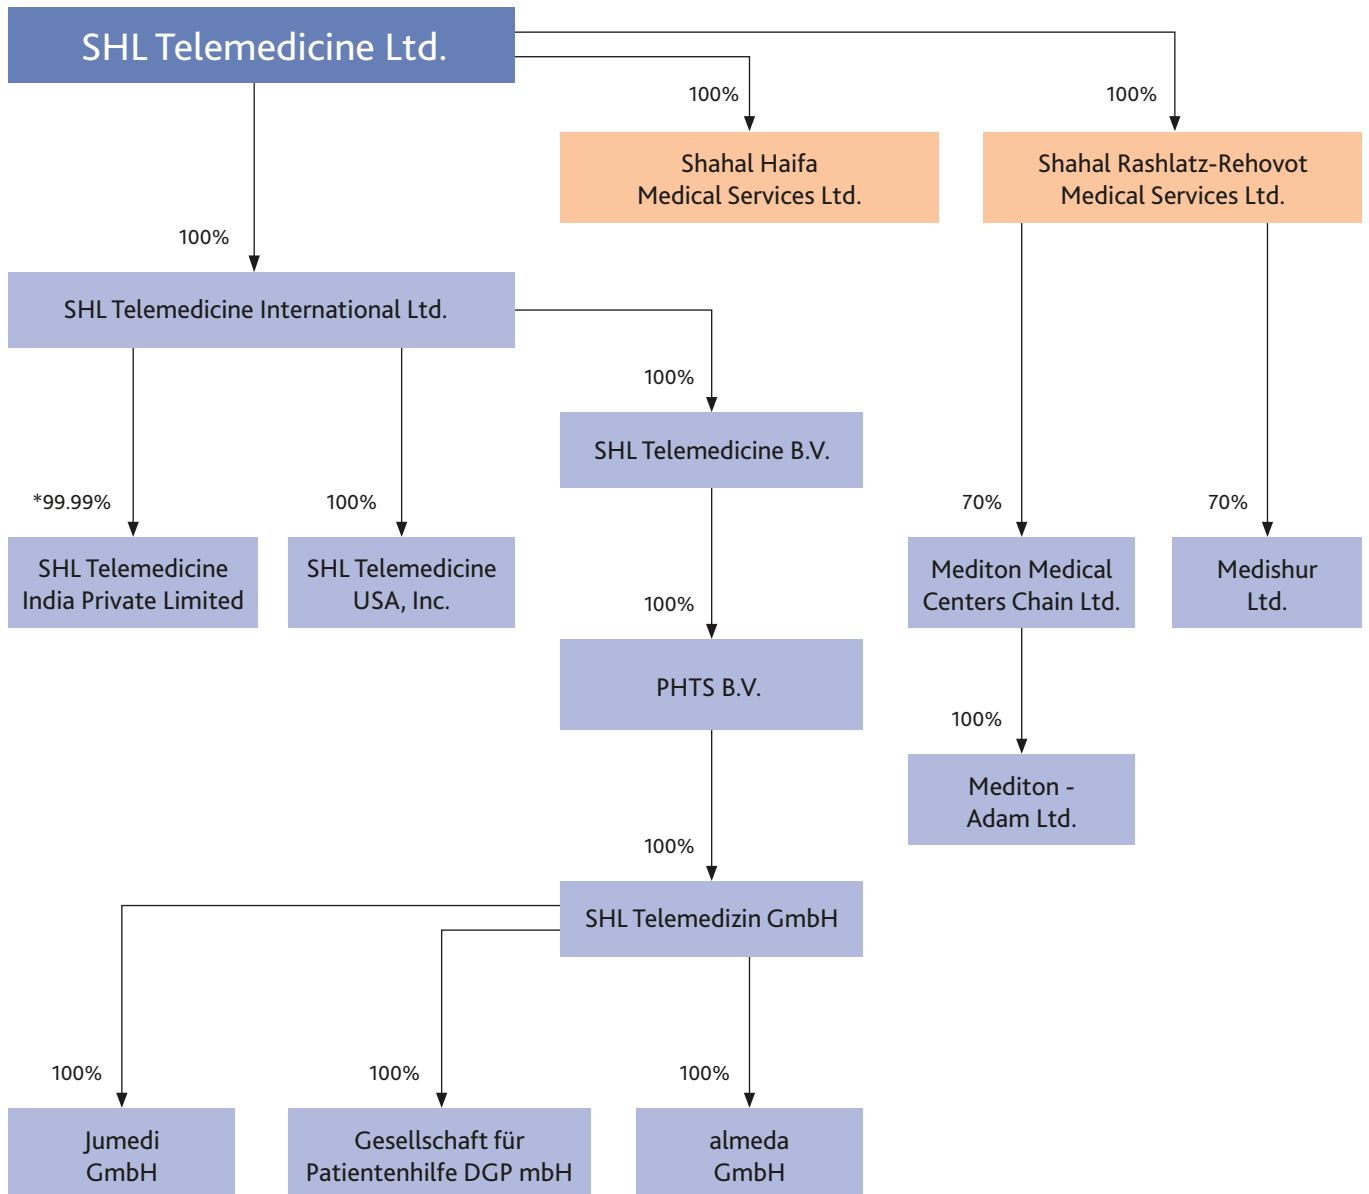 SHL Telemedicine Ltd.
100%
100%
Shahal Haifa
Medical Services Ltd.
Shahal Rashlatz-Rehovot
Medical Services Ltd.
100%
SHL Telemedicine International Ltd.
100%
SHL Telemedicine B.V.
*99.99%
100%
70%
70%
SHL Telemedicine
India Private Limited
SHL Telemedicine
USA, Inc.
Mediton Medical
Centers Chain Ltd.
Medishur
Ltd.
100%
PHTS B.V.
100%
Mediton -
Adam Ltd.
100%
SHL Telemedizin GmbH
100%
100%
100%
Jumedi
GmbH
Gesellschaft für
Patientenhilfe DGP mbH
almeda
GmbH